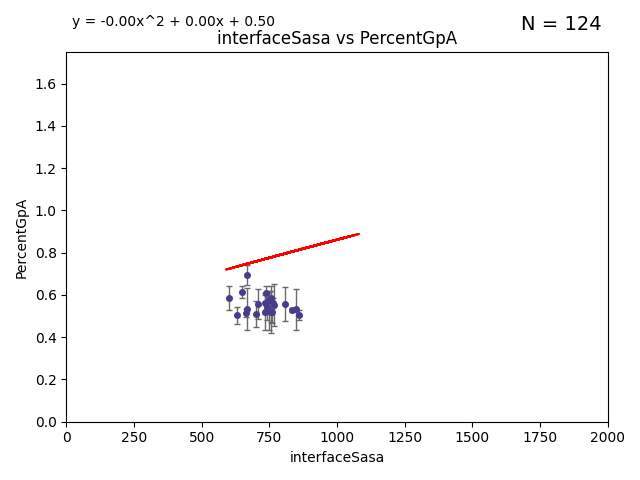 y = -0.00x^2 + 0.00x + 0.50
N = 124
interfaceSasa vs PercentGpA
1.6
1.4
1.2
1.0
0.8
0.6
0.4
0.2
0.0
PercentGpA
0 250 500 750 1000 1250 1500 1750 2000
interfaceSasa